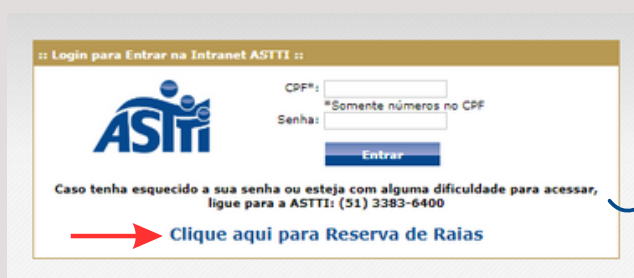 :: Login para Entrar na Intranet ASTTI ::
CPF*:
*Somente números no CPF
ASTTI
Senha:
Entrar
Caso tenha esquecido a sua senha ou esteja com alguma dificuldade para acessar,
ligue para a ASTTI: (51) 3383-6400
Clique aqui para Reserva de Raias